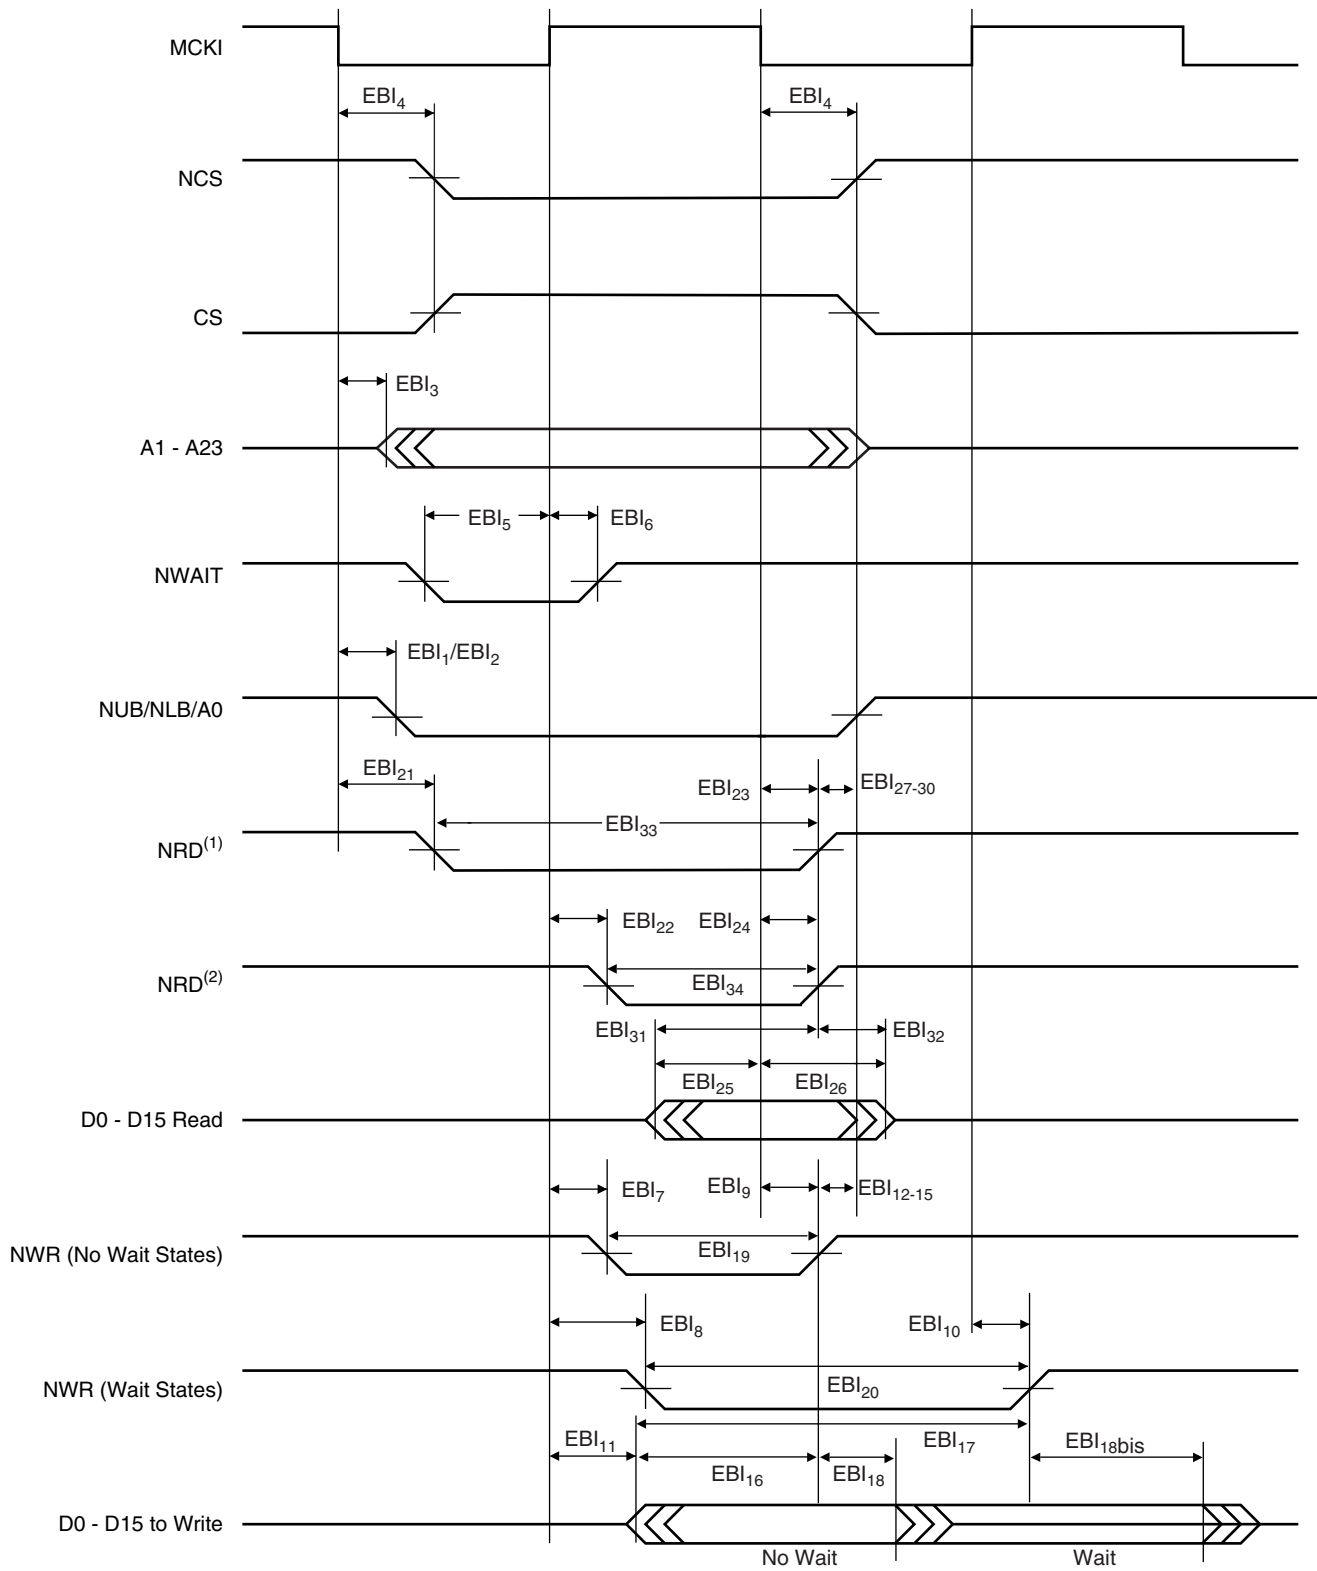 MCKI
EBI4 EBI4
NCS
CS
EBI3
A1 - A23
EBI5 EBI6
NWAIT
EBI1/EBI2
NUB/NLB/A0
EBI21 EBI23 EBI27-30
EBI33
NRD(1)
EBI22 EBI24
NRD(2) EBI34
EBI31 EBI32
EBI25 EBI26
D0 - D15 Read
EBI7 EBI9 EBI12-15
NWR (No Wait States) EBI19
EBI8 EBI10
NWR (Wait States) EBI20
EBI11 EBI17 EBI18bis
EBI16 EBI18
D0 - D15 to Write
No Wait Wait